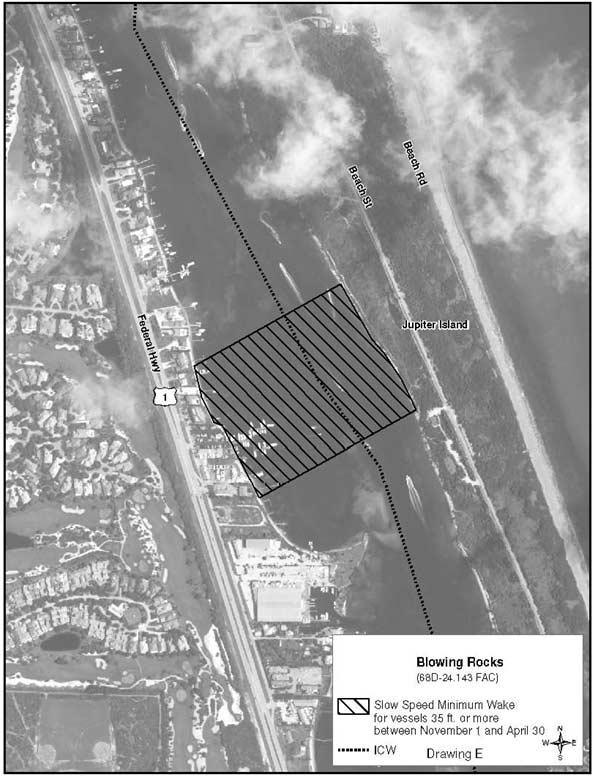 Beach Rd
Beach St
Jupiter Island
Federal Hwy
1
Blowing Rocks
(68D-24.143 FAC)
Slow Speed Minimum Wake
for vessels 35 ft. or more
between November 1 and April 30
ICW
Drawing E
N
W E
S